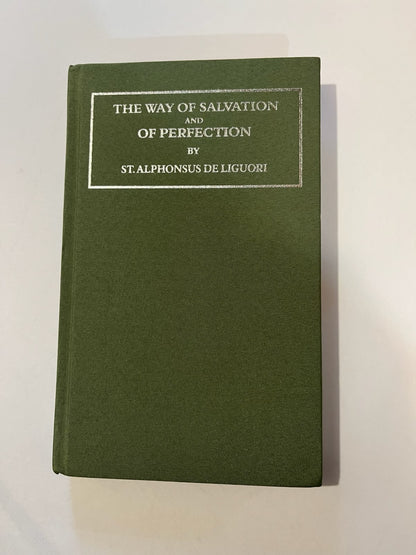 THE WAY OF SALVATION
AND
OF PERFECTION
BY
ST. ALPHONSUS DE LIGUORI